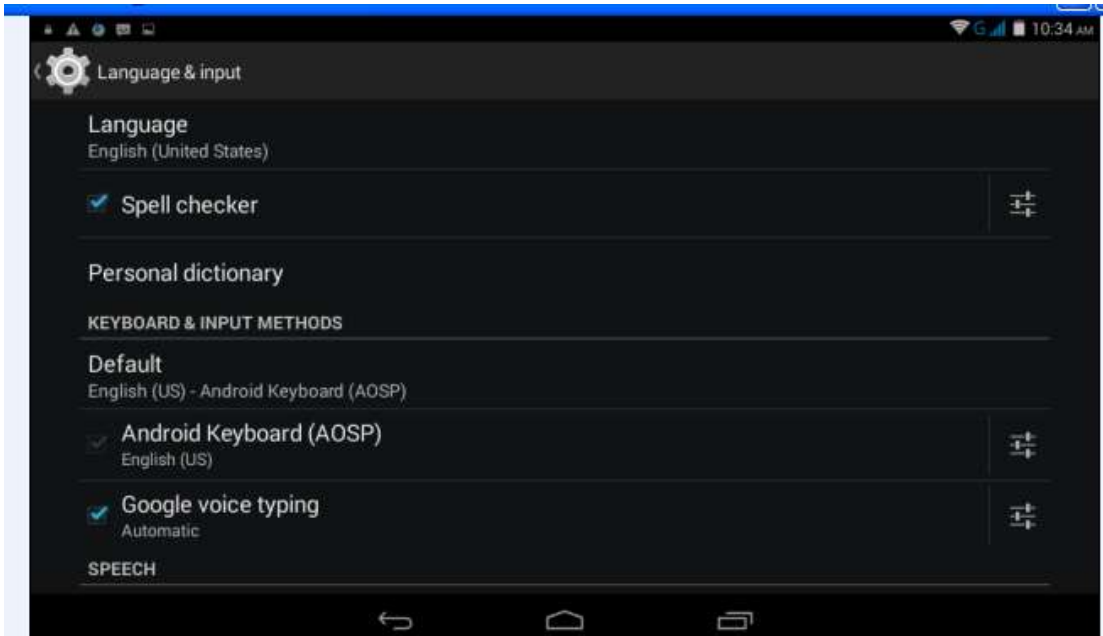 G 10:34 AM
Language & input
Language
English (United States)
Spell checker
Personal dictionary
KEYBOARD & INPUT METHODS
Default
English (US) - Android Keyboard (AOSP)
Android Keyboard (AOSP)
English (US)
Google voice typing
Automatic
SPEECH